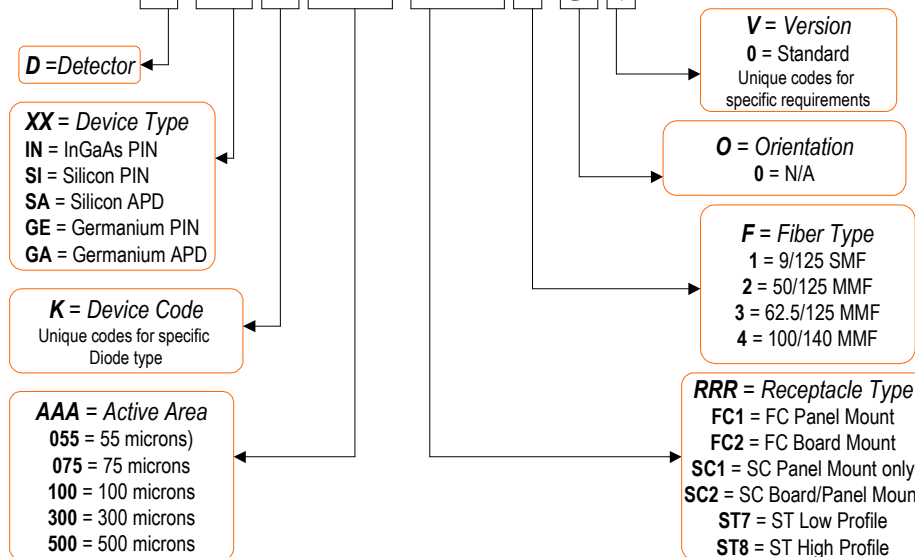 D =Detector
XX = Device Type
IN = InGaAs PIN
SI = Silicon PIN
SA = Silicon APD
GE = Germanium PIN
GA = Germanium APD
K = Device Code
Unique codes for specific
Diode type
AAA = Active Area
055 = 55 microns)
075 = 75 microns
100 = 100 microns
300 = 300 microns
500 = 500 microns
V = Version
0 = Standard
Unique codes for
specific requirements
O = Orientation
0 = N/A
F = Fiber Type
1 = 9/125 SMF
2 = 50/125 MMF
3 = 62.5/125 MMF
4 = 100/140 MMF
RRR = Receptacle Type
FC1 = FC Panel Mount
FC2 = FC Board Mount
SC1 = SC Panel Mount only
SC2 = SC Board/Panel Moun
ST7 = ST Low Profile
ST8 = ST High Profile